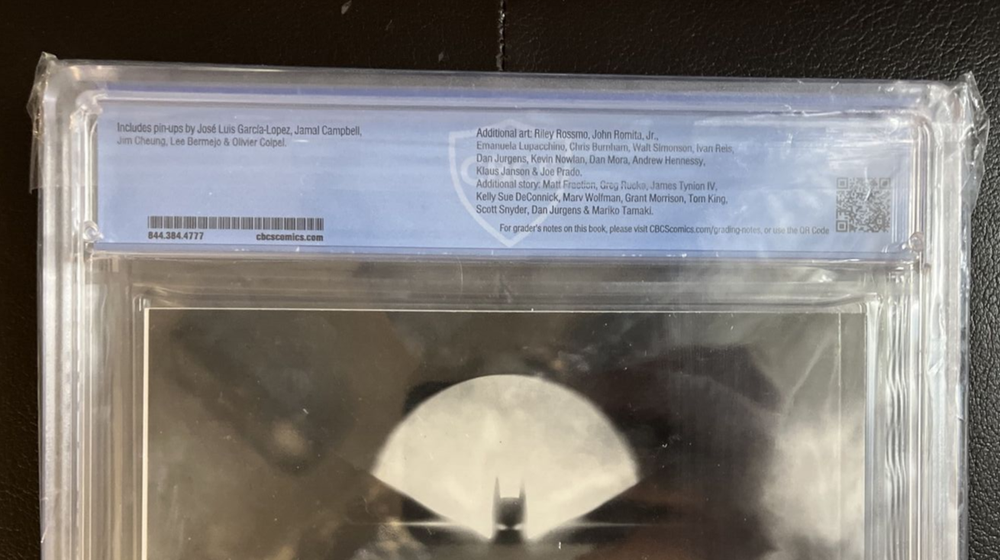 Includes pin-ups by José Luis García-Lopez, Jamal Campbell,
Jim Cheung, Lee Bermejo & Olivier Coipel.
844.384.4777 cbcscomics.com
Additional art: Riley Rossmo, John Romita, Jr.,
Emanuela Lupacchino, Chris Burnham, Walt Simonson, Ivan Reis,
Dan Jurgens, Kevin Nowlan, Dan Mora, Andrew Hennessy,
Klaus Janson & Joe Prado.
Additional story: Matt Fraction, Greg Rucka, James Tynion IV,
Kelly Sue DeConnick, Marv Wolfman, Grant Morrison, Tom King,
Scott Snyder, Dan Jurgens & Mariko Tamaki.
For grader's notes on this book, please visit CBCScomics.com/grading-notes, or use the QR Code